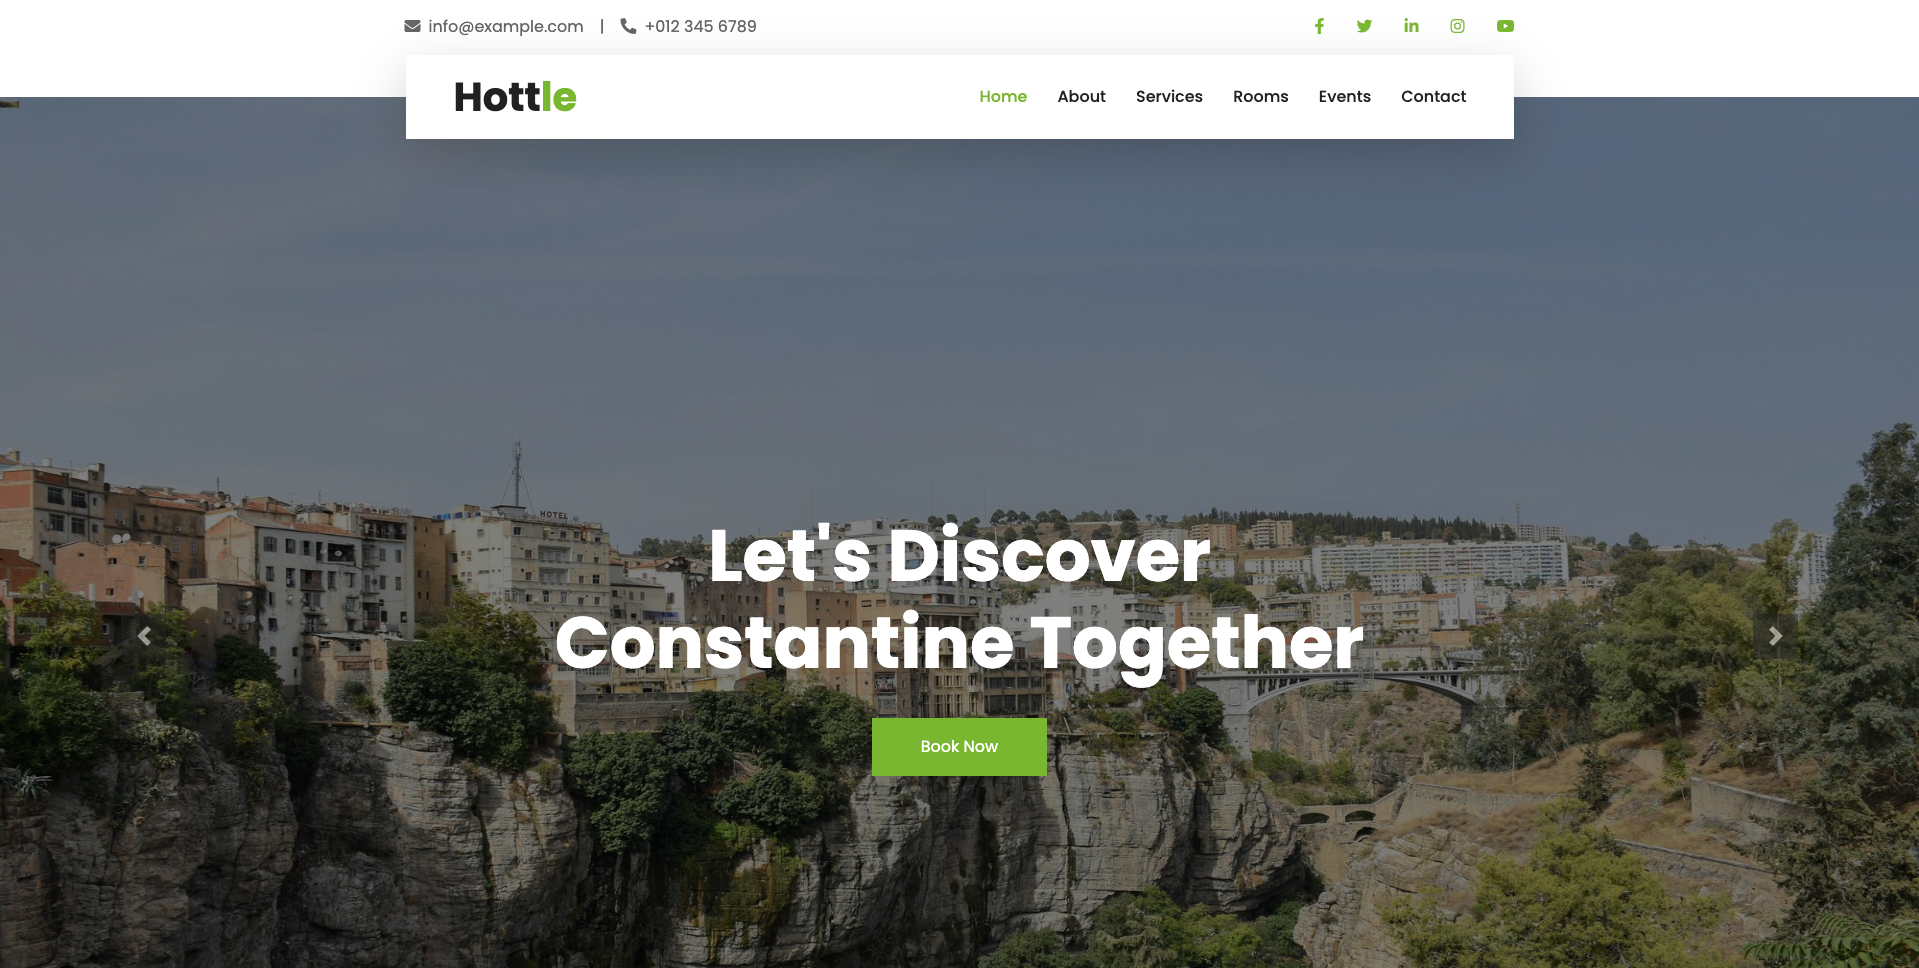 info@example.com | +012 345 6789
Hottle
Home About Services Rooms Events Contact
HOTEL
Let's Discover
Constantine Together
Book Now